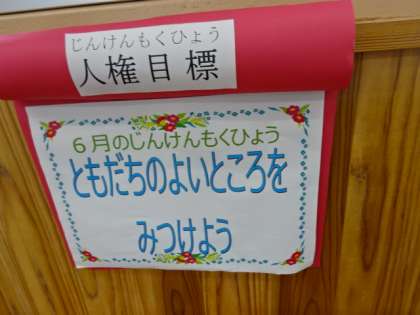 じんけんもくひょう
人権目標
6月のじんけんもくひょう
ともだちのよいところを
みつけよう